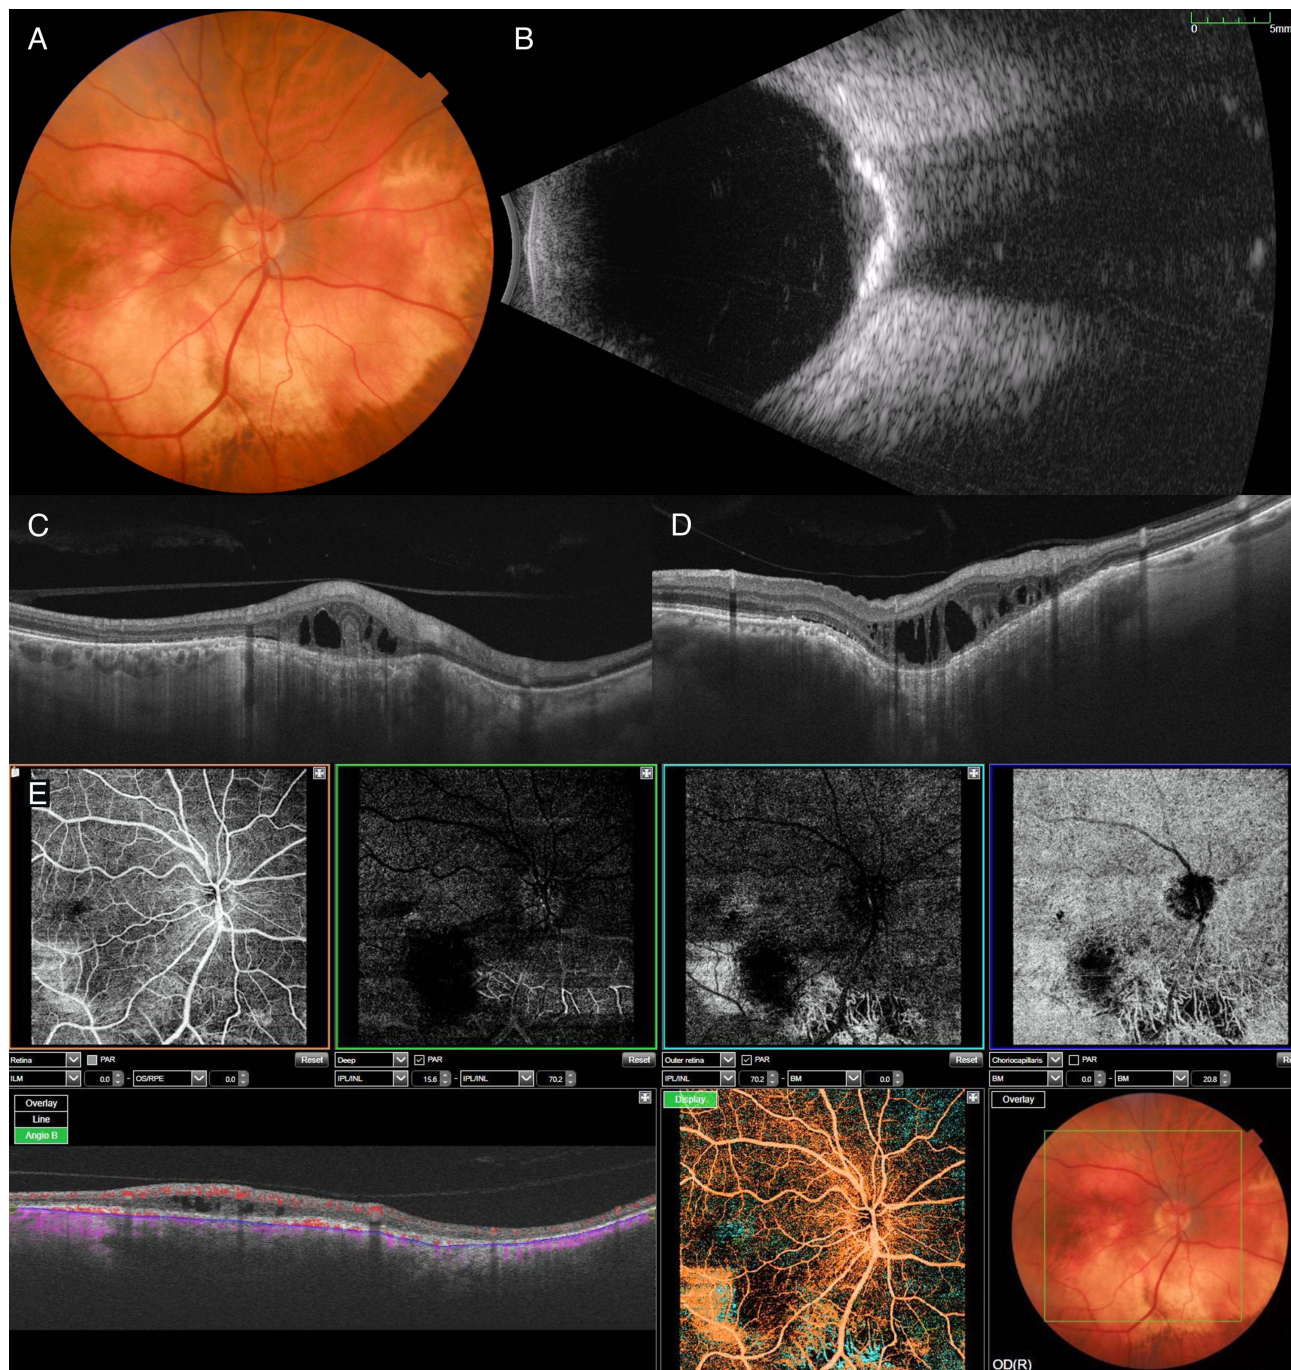 A
B
0 5mm
C
D
E
Retina PAR Reset
ILM 0.0 - OS/RPE 0.0
Deep PAR Reset
IPL/INL 15.6 - IPL/INL 70.2
Outer retina PAR Reset
IPL/INL 70.2 - BM 0.0
Choriocapillaris PAR Re
BM 0.0 - BM 20.8
Overlay
Line
Angio B
Display
Overlay
OD(R)